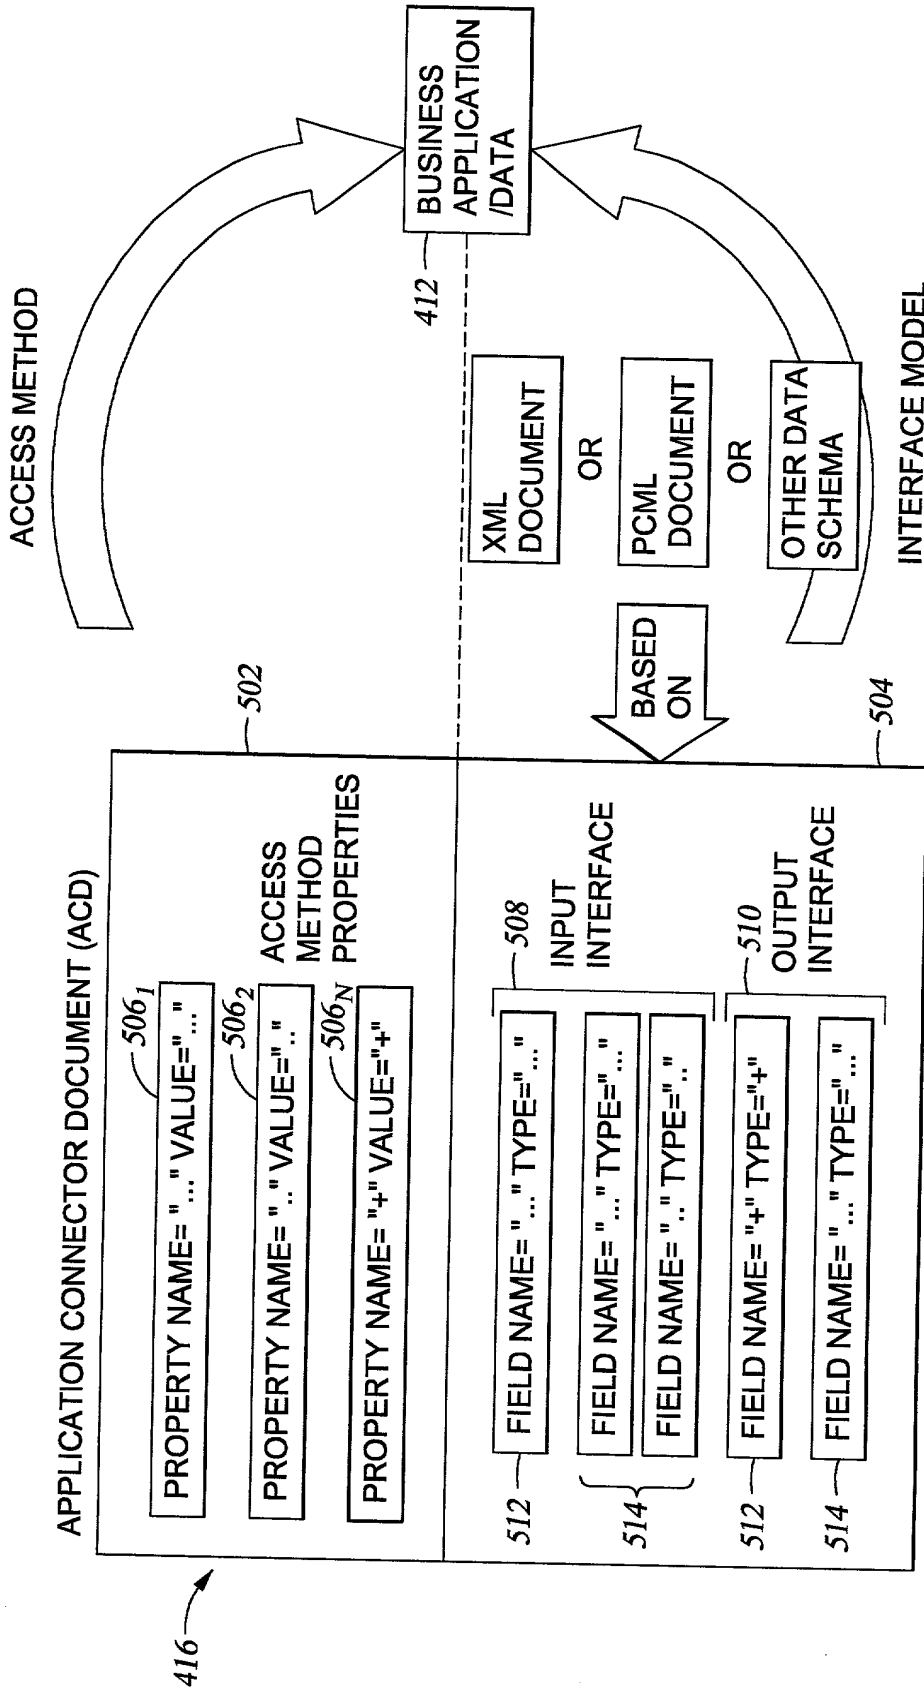 APPLICATION CONNECTOR DOCUMENT (ACD)
416
502
506₁
PROPERTY NAME= "..." VALUE="..."
506₂
PROPERTY NAME= ".." VALUE=".."
506N
PROPERTY NAME= "+" VALUE="+"
ACCESS
METHOD
PROPERTIES
504
508
512
FIELD NAME= "..." TYPE="..."
514
FIELD NAME= "..." TYPE="..."
FIELD NAME= ".." TYPE=".."
INPUT
INTERFACE
510
512
FIELD NAME= "+" TYPE="+"
514
FIELD NAME= "..." TYPE="..."
OUTPUT
INTERFACE
BASED
ON
ACCESS METHOD
XML
DOCUMENT
OR
PCML
DOCUMENT
OR
OTHER DATA
SCHEMA
INTERFACE MODEL
412
BUSINESS
APPLICATION
/DATA